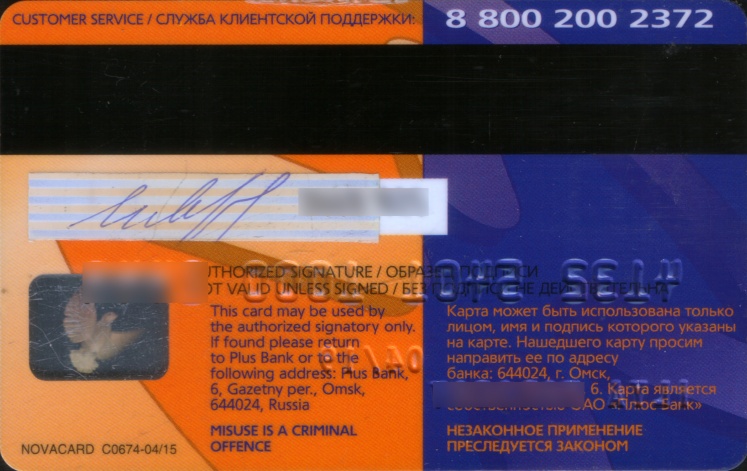 CUSTOMER SERVICE / СЛУЖБА КЛИЕНТСКОЙ ПОДДЕРЖКИ: 8 800 200 2372
SIGNATURE / ОБРАЗЕЦ ПОДПИСИ
VALID UNLESS SIGNED / БЕЗ ПОДПИСИ НЕ ДЕЙСТВИТЕЛЬНА
This card may be used by
the authorized signatory only.
If found please return
to Plus Bank or to the
following address: Plus Bank,
6, Gazetny per., Omsk,
644024, Russia
MISUSE IS A CRIMINAL
OFFENCE
Карта может быть использована только
лицом, имя и подпись которого указаны
на карте. Нашедшего карту просим
направить ее по адресу
банка: 644024, г. Омск,
6. Карта является
собственностью ОАО «Плюс Банк»
НЕЗАКОННОЕ ПРИМЕНЕНИЕ
ПРЕСЛЕДУЕТСЯ ЗАКОНОМ
NOVACARD C0674-04/15